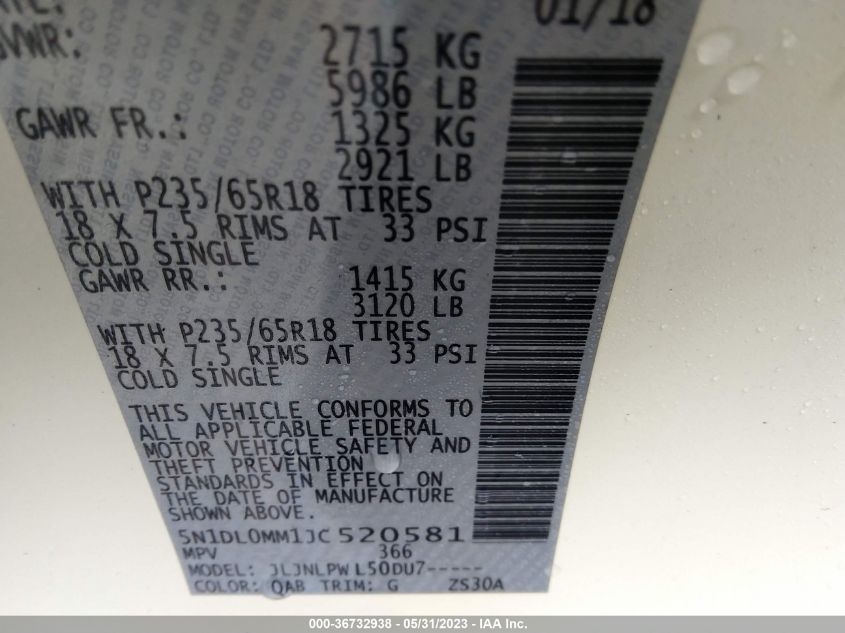 01/18
GVWR: 2715 KG
5986 LB
GAWR FR.: 1325 KG
2921 LB
WITH P235/65R18 TIRES
18 X 7.5 RIMS AT 33 PSI
COLD SINGLE
GAWR RR.: 1415 KG
3120 LB
WITH P235/65R18 TIRES
18 X 7.5 RIMS AT 33 PSI
COLD SINGLE
THIS VEHICLE CONFORMS TO
ALL APPLICABLE FEDERAL
MOTOR VEHICLE SAFETY AND
THEFT PREVENTION
STANDARDS IN EFFECT ON
THE DATE OF MANUFACTURE
SHOWN ABOVE.
5N1DL0MM1JC520581
MPV 366
MODEL: JLJNLPW L50DU7-----
COLOR: QAB TRIM: G ZS30A
000-36732938 - 05/31/2023 - IAA Inc.